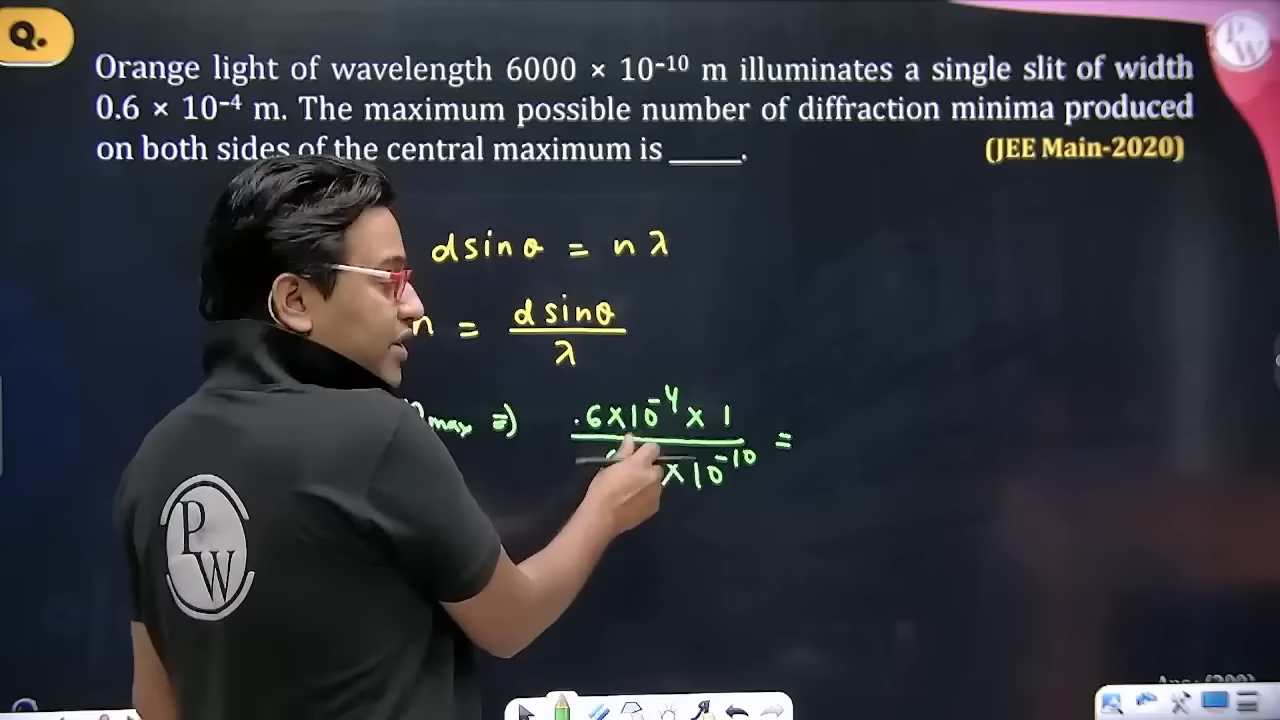 Q.
Orange light of wavelength 6000 × 10⁻¹⁰ m illuminates a single slit of width
0.6 × 10⁻⁴ m. The maximum possible number of diffraction minima produced
on both sides of the central maximum is _____.
(JEE Main-2020)
d sin θ = n λ
n = d sin θ / λ
max ⇒ .6 × 10⁻⁴ × 1 / × 10⁻¹⁰ =
PW
PW